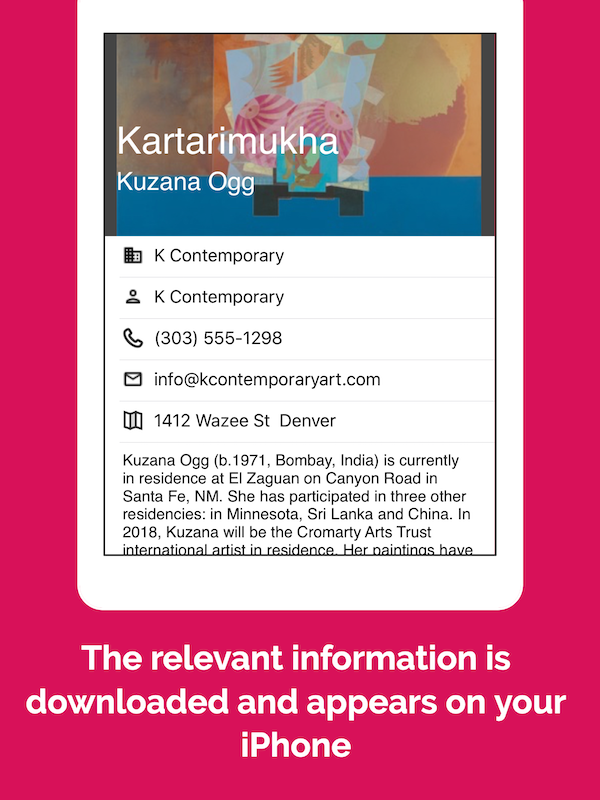 Kartarimukha
Kuzana Ogg
K Contemporary
K Contemporary
(303) 555-1298
info@kcontemporaryart.com
1412 Wazee St  Denver
Kuzana Ogg (b.1971, Bombay, India) is currently
in residence at El Zaguan on Canyon Road in
Santa Fe, NM. She has participated in three other
residencies: in Minnesota, Sri Lanka and China. In
2018, Kuzana will be the Cromarty Arts Trust
international artist in residence. Her paintings have
The relevant information is
downloaded and appears on your
iPhone